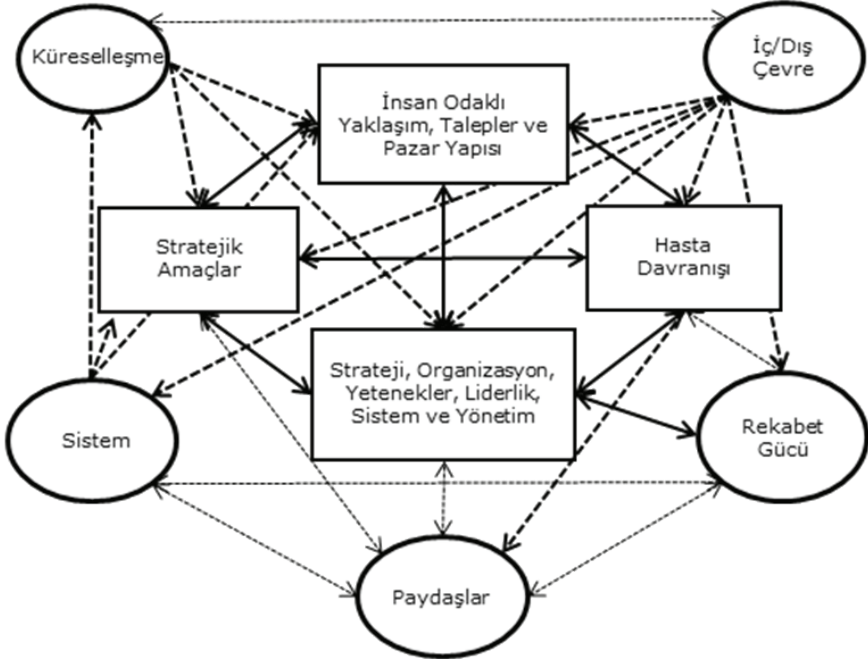 Küreselleşme
İç/Dış
Çevre
İnsan Odaklı
Yaklaşım, Talepler ve
Pazar Yapısı
Stratejik
Amaçlar
Hasta
Davranışı
Strateji, Organizasyon,
Yetenekler, Liderlik,
Sistem ve Yönetim
Sistem
Rekabet
Gücü
Paydaşlar